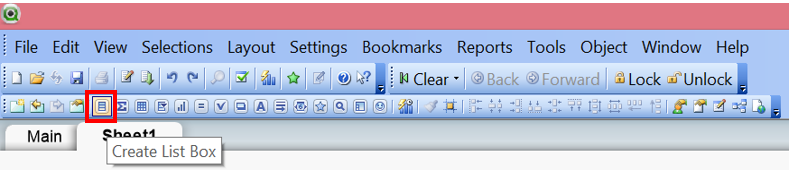 File Edit View Selections Layout Settings Bookmarks Reports Tools Object Window Help
Clear Back Forward Lock Unlock
Main Sheet1
Create List Box